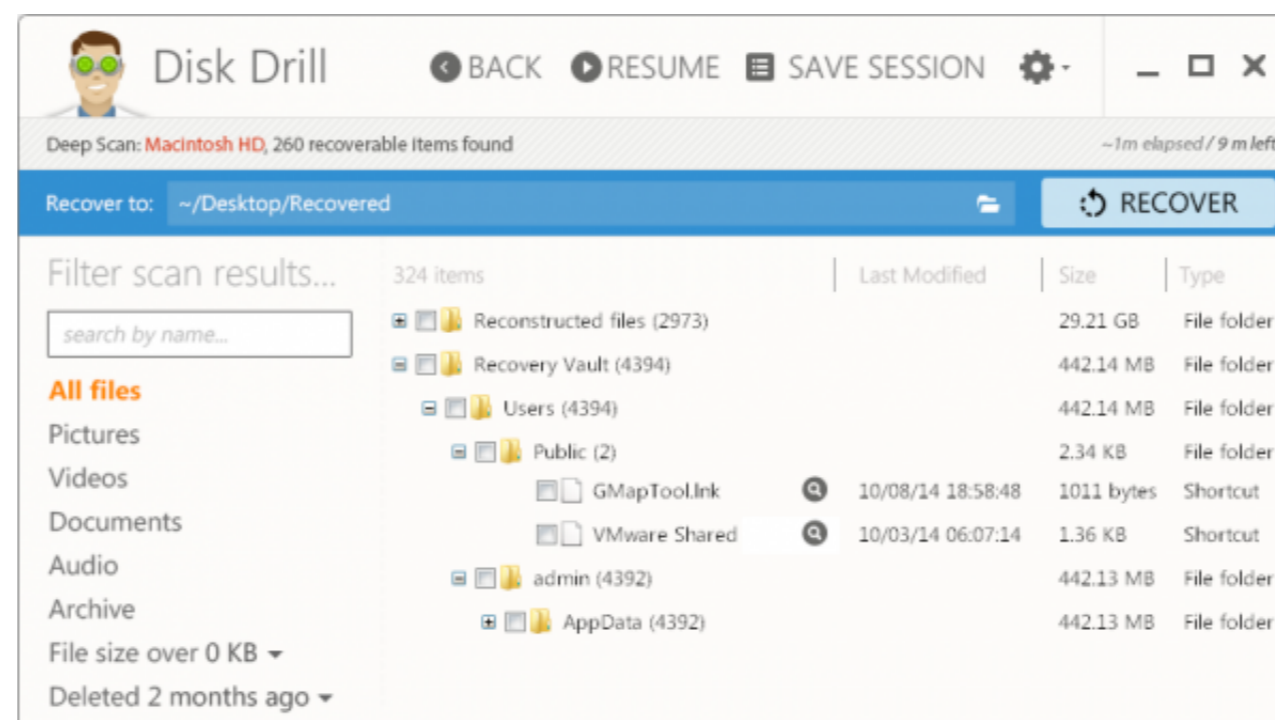 Disk Drill BACK RESUME SAVE SESSION
Deep Scan: Macintosh HD, 260 recoverable items found ~1m elapsed / 9 m left
Recover to: ~/Desktop/Recovered RECOVER
Filter scan results... 324 items Last Modified Size Type
search by name...
Reconstructed files (2973) 29.21 GB File folder
Recovery Vault (4394) 442.14 MB File folder
All files
Users (4394) 442.14 MB File folder
Pictures
Public (2) 2.34 KB File folder
Videos
GMapTool.lnk 10/08/14 18:58:48 1011 bytes Shortcut
Documents
VMware Shared 10/03/14 06:07:14 1.36 KB Shortcut
Audio
admin (4392) 442.13 MB File folder
Archive
AppData (4392) 442.13 MB File folder
File size over 0 KB
Deleted 2 months ago